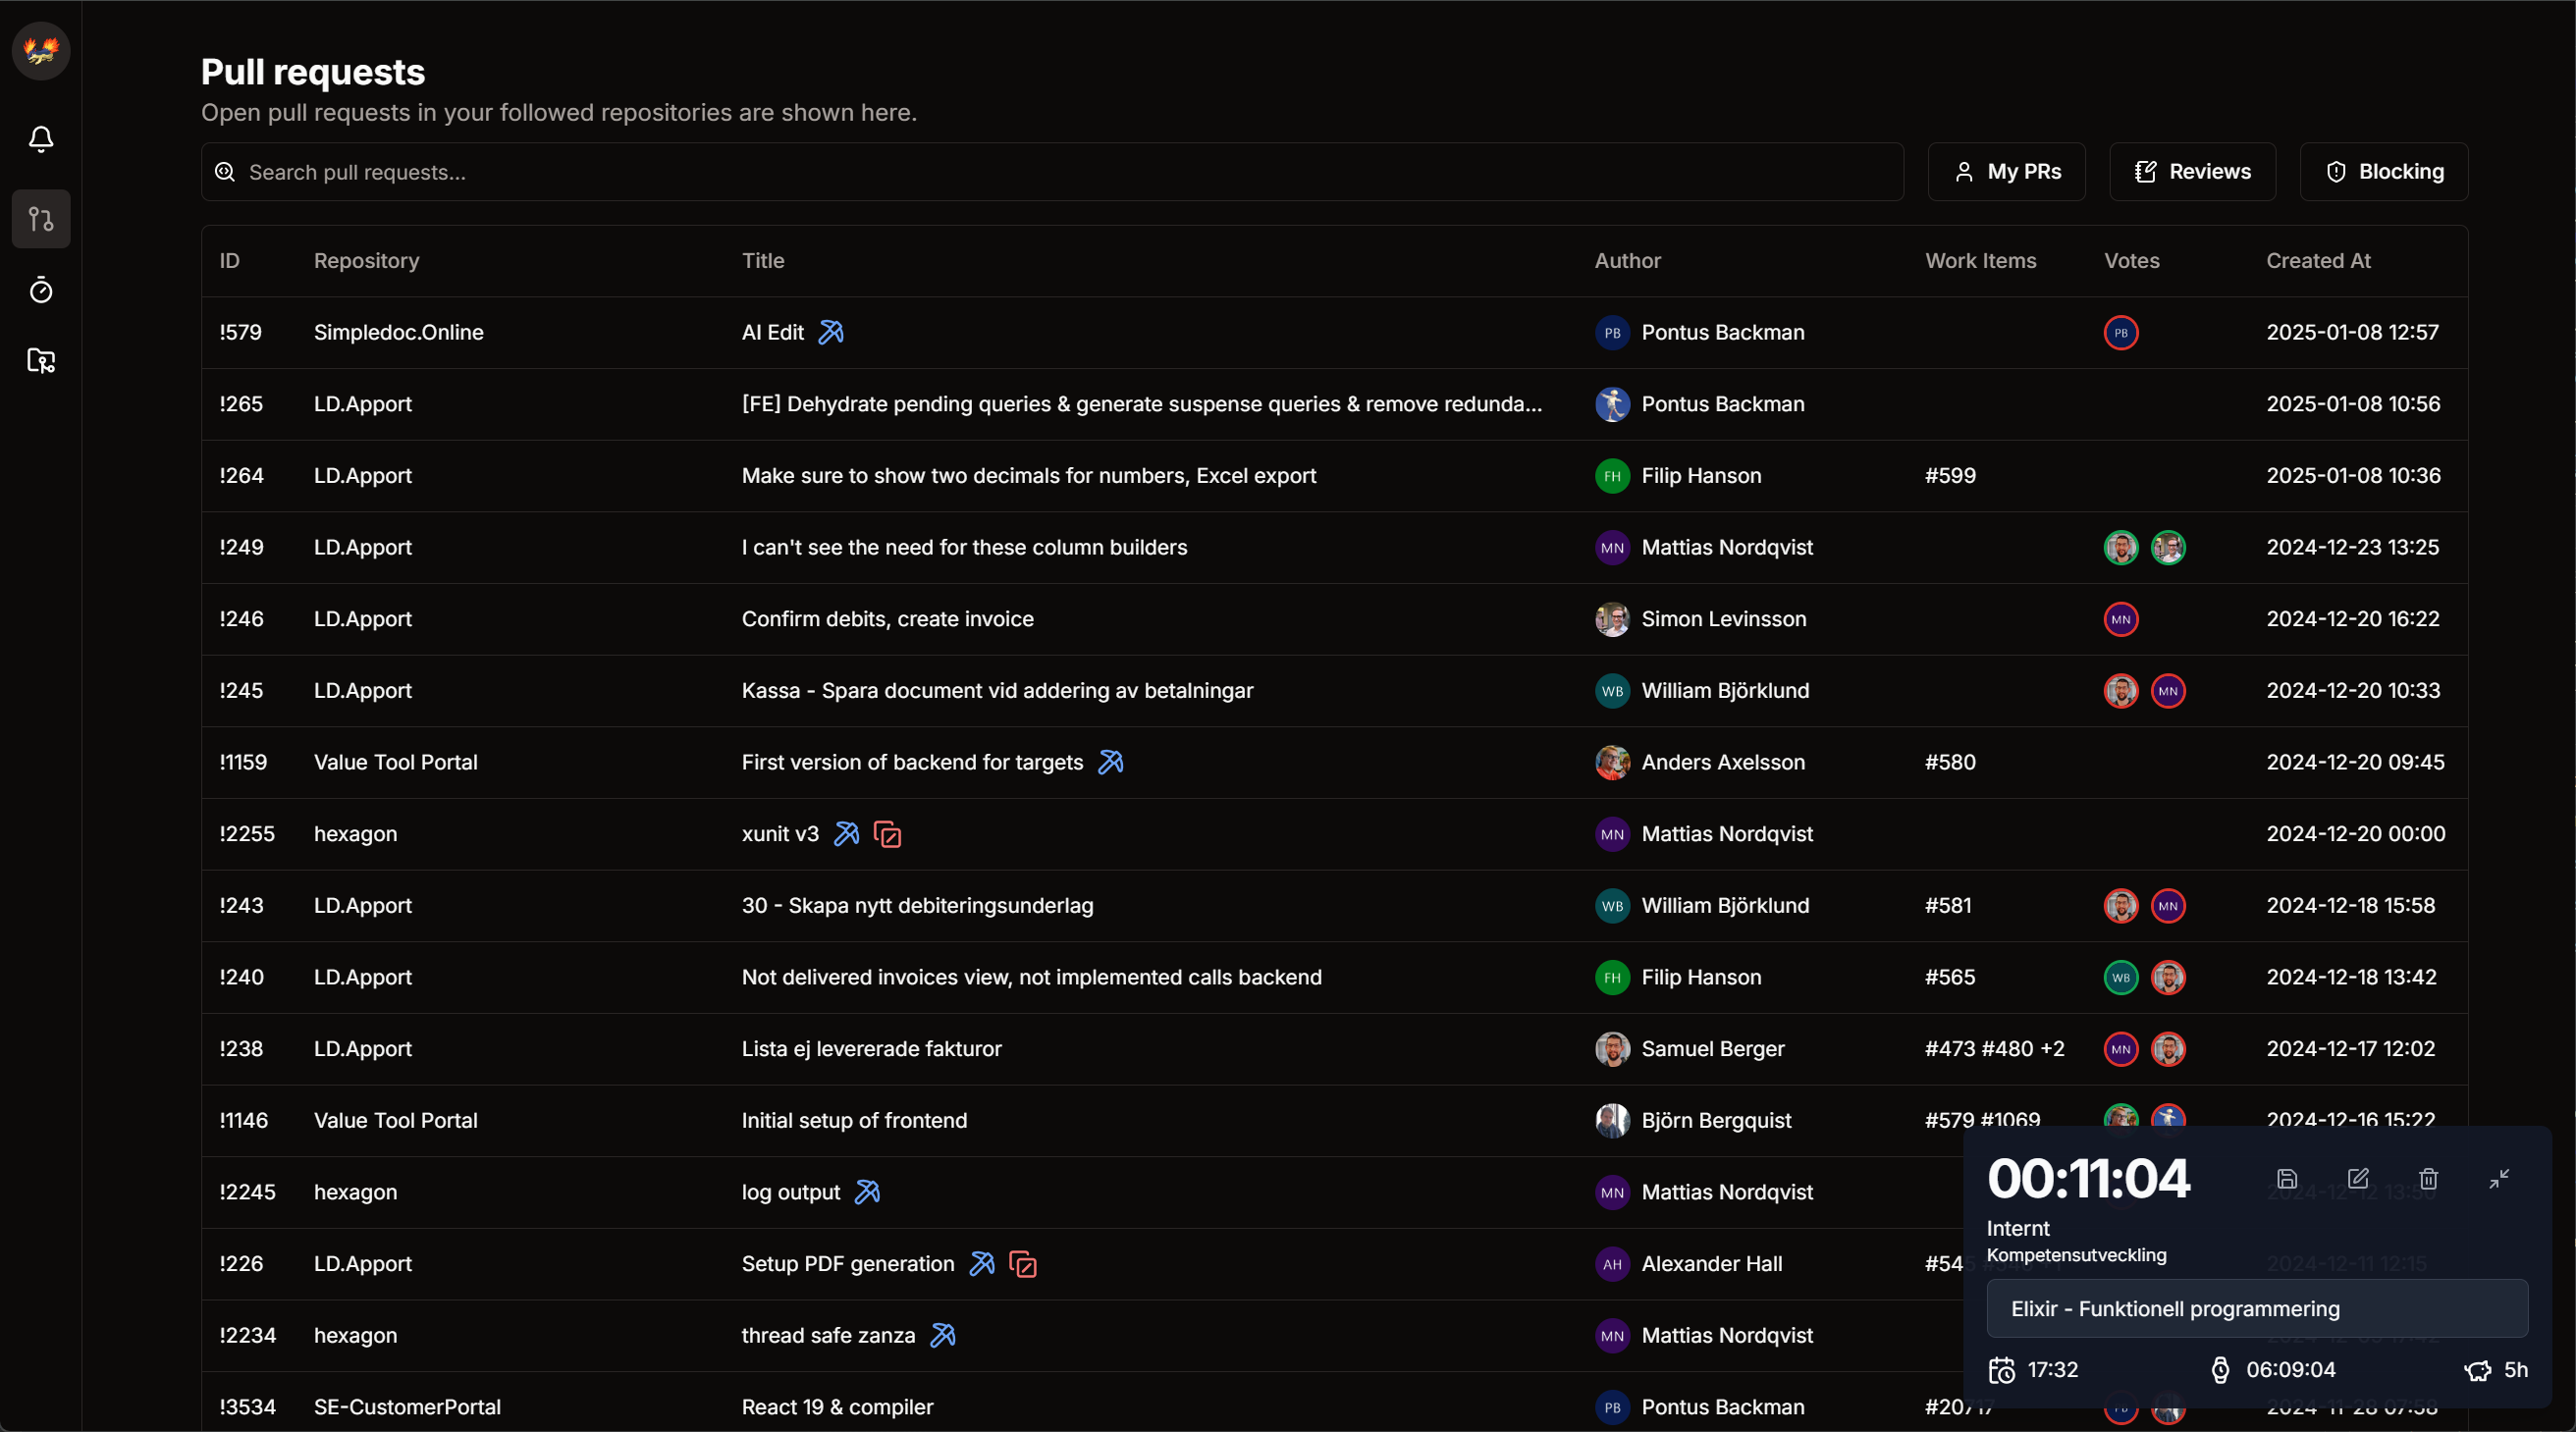 Pull requests
Open pull requests in your followed repositories are shown here.
Search pull requests...
My PRs
Reviews
Blocking
ID Repository Title Author Work Items Votes Created At
!579 Simpledoc.Online AI Edit PB Pontus Backman PB 2025-01-08 12:57
!265 LD.Apport [FE] Dehydrate pending queries & generate suspense queries & remove redunda... Pontus Backman 2025-01-08 10:56
!264 LD.Apport Make sure to show two decimals for numbers, Excel export FH Filip Hanson #599 2025-01-08 10:36
!249 LD.Apport I can't see the need for these column builders MN Mattias Nordqvist 2024-12-23 13:25
!246 LD.Apport Confirm debits, create invoice Simon Levinsson MN 2024-12-20 16:22
!245 LD.Apport Kassa - Spara document vid addering av betalningar WB William Björklund MN 2024-12-20 10:33
!1159 Value Tool Portal First version of backend for targets Anders Axelsson #580 2024-12-20 09:45
!2255 hexagon xunit v3 MN Mattias Nordqvist 2024-12-20 00:00
!243 LD.Apport 30 - Skapa nytt debiteringsunderlag WB William Björklund #581 MN 2024-12-18 15:58
!240 LD.Apport Not delivered invoices view, not implemented calls backend FH Filip Hanson #565 WB 2024-12-18 13:42
!238 LD.Apport Lista ej levererade fakturor Samuel Berger #473 #480 +2 MN 2024-12-17 12:02
!1146 Value Tool Portal Initial setup of frontend Björn Bergquist #579 #1069 2024-12-16 15:22
!2245 hexagon log output MN Mattias Nordqvist
!226 LD.Apport Setup PDF generation AH Alexander Hall
!2234 hexagon thread safe zanza MN Mattias Nordqvist
!3534 SE-CustomerPortal React 19 & compiler PB Pontus Backman 2024-11-28 07:58
00:11:04
Internt
Kompetensutveckling
Elixir - Funktionell programmering
17:32 06:09:04 5h